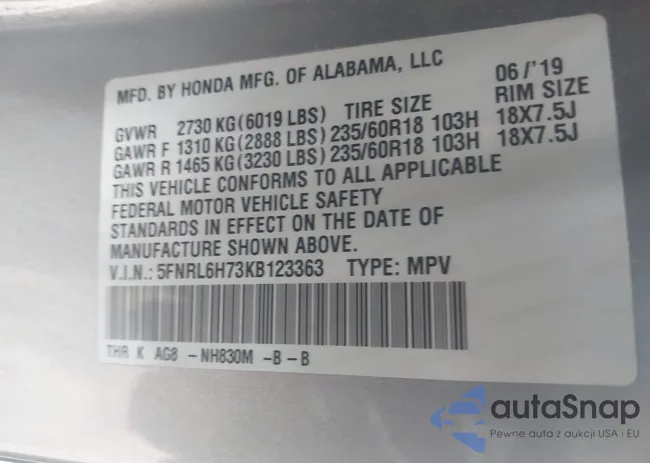 MFD. BY HONDA MFG. OF ALABAMA, LLC 06/'19
GVWR 2730 KG(6019 LBS) TIRE SIZE RIM SIZE
GAWR F 1310 KG(2888 LBS) 235/60R18 103H 18X7.5J
GAWR R 1465 KG(3230 LBS) 235/60R18 103H 18X7.5J
THIS VEHICLE CONFORMS TO ALL APPLICABLE
FEDERAL MOTOR VEHICLE SAFETY
STANDARDS IN EFFECT ON THE DATE OF
MANUFACTURE SHOWN ABOVE.
V.I.N.: 5FNRL6H73KB123363 TYPE: MPV
THR K AG8 -NH830M -B-B
autaSnap
Pewne auta z aukcji USA i EU